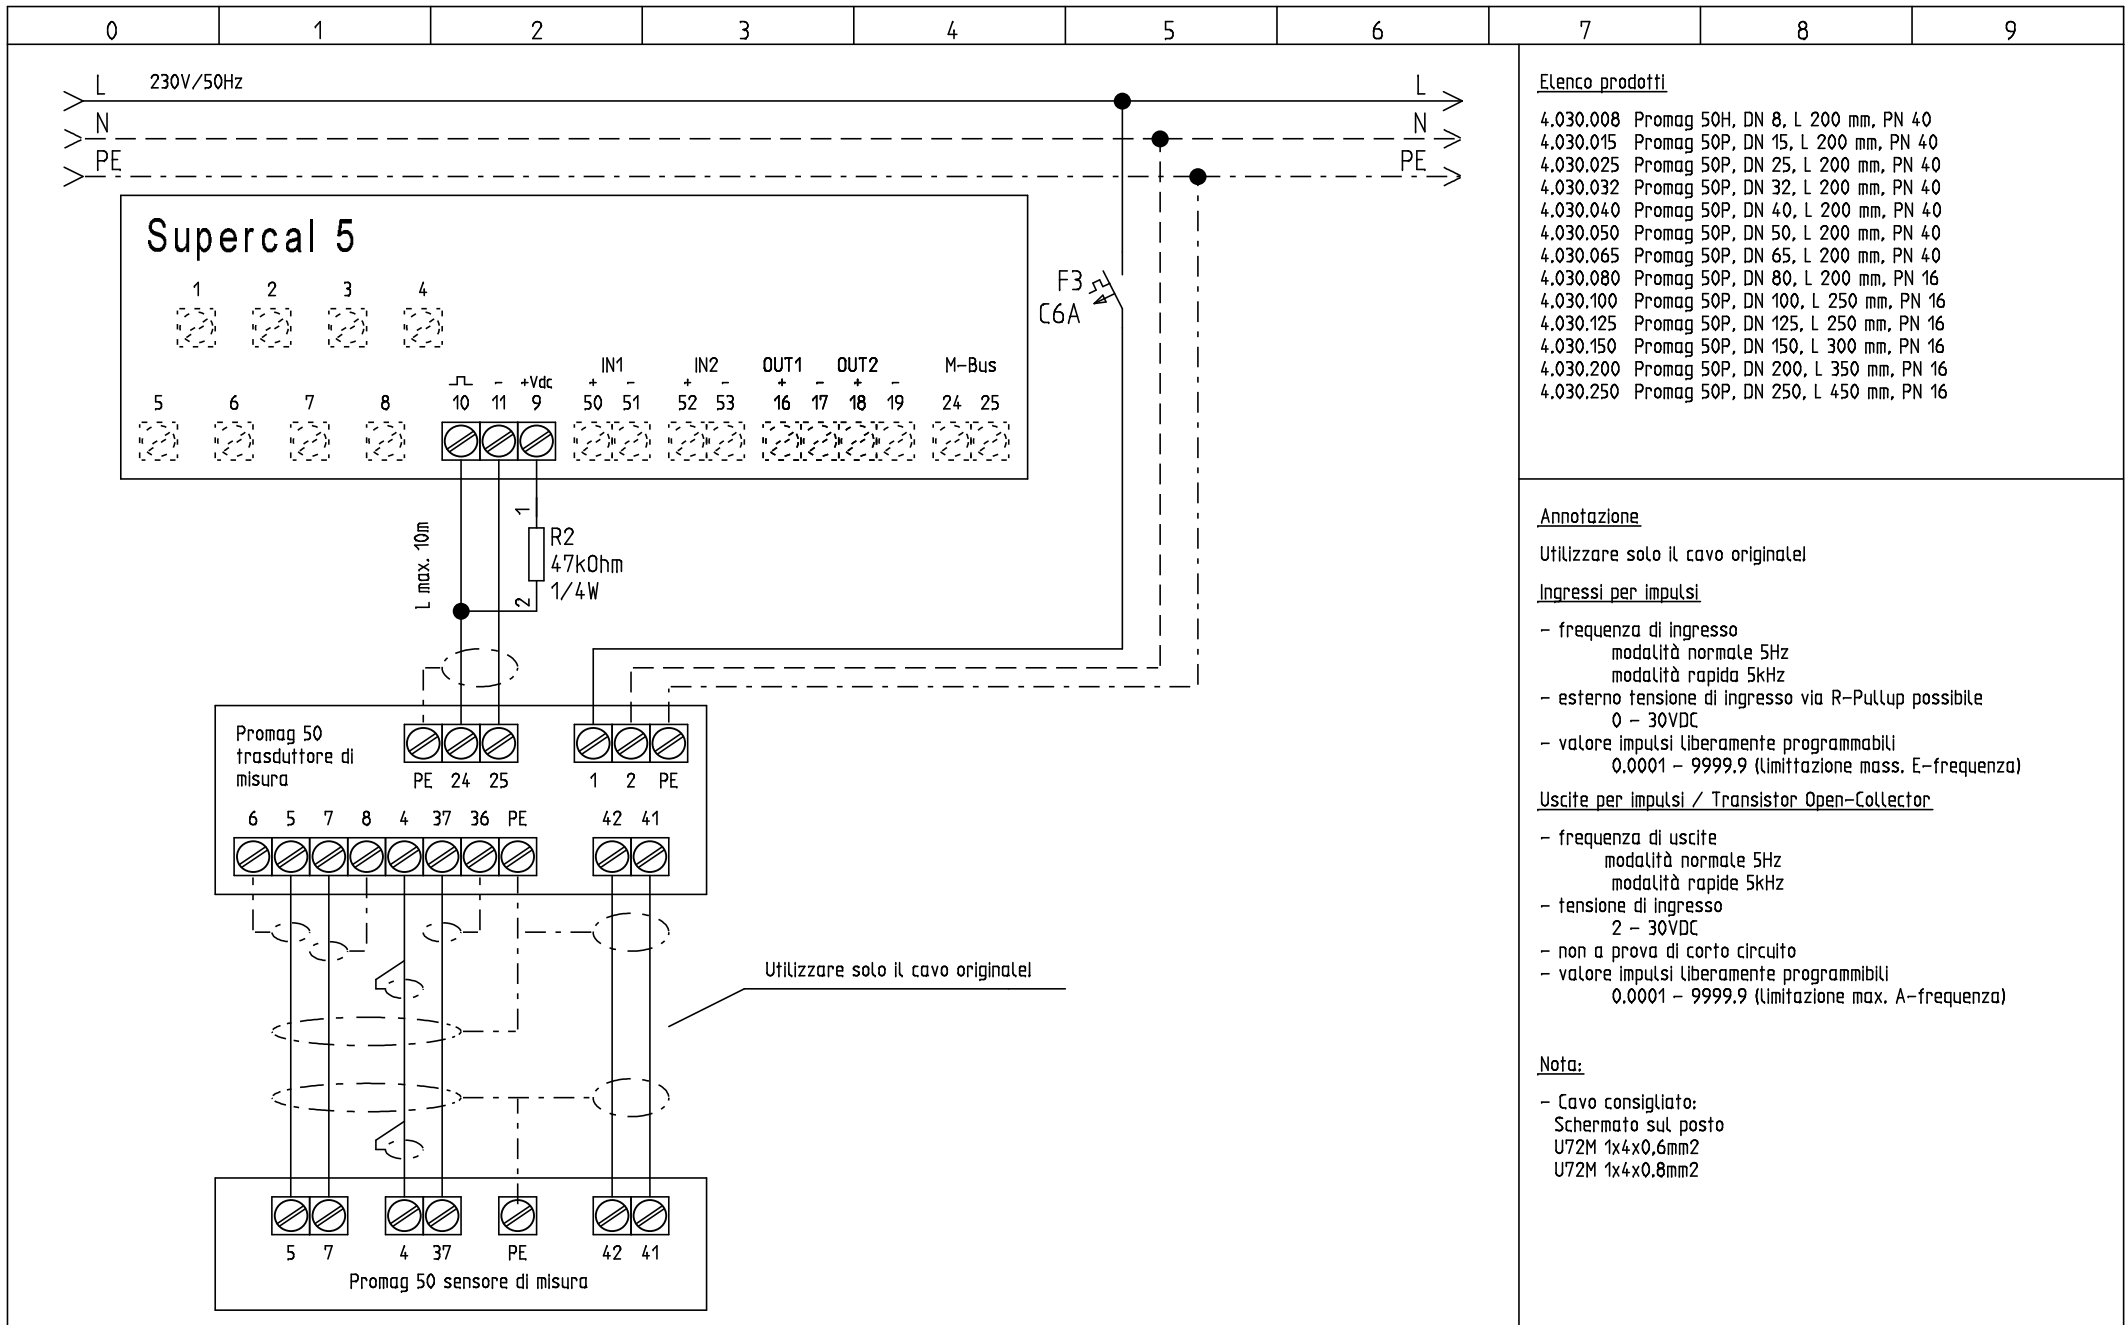 0 1 2 3 4 5 6 7 8 9
L 230V/50Hz L
N N
PE PE
Supercal 5
1 2 3 4
F3
C6A
IN1 IN2 OUT1 OUT2 M-Bus
- +Vdc + - + - + - + -
5 6 7 8 10 11 9 50 51 52 53 16 17 18 19 24 25
L max. 10m
1
R2
47kOhm
1/4W
2
Promag 50
trasduttore di
misura
PE 24 25 1 2 PE
6 5 7 8 4 37 36 PE 42 41
Utilizzare solo il cavo originale!
5 7 4 37 PE 42 41
Promag 50 sensore di misura
Elenco prodotti
4.030.008 Promag 50H, DN 8, L 200 mm, PN 40
4.030.015 Promag 50P, DN 15, L 200 mm, PN 40
4.030.025 Promag 50P, DN 25, L 200 mm, PN 40
4.030.032 Promag 50P, DN 32, L 200 mm, PN 40
4.030.040 Promag 50P, DN 40, L 200 mm, PN 40
4.030.050 Promag 50P, DN 50, L 200 mm, PN 40
4.030.065 Promag 50P, DN 65, L 200 mm, PN 40
4.030.080 Promag 50P, DN 80, L 200 mm, PN 16
4.030.100 Promag 50P, DN 100, L 250 mm, PN 16
4.030.125 Promag 50P, DN 125, L 250 mm, PN 16
4.030.150 Promag 50P, DN 150, L 300 mm, PN 16
4.030.200 Promag 50P, DN 200, L 350 mm, PN 16
4.030.250 Promag 50P, DN 250, L 450 mm, PN 16
Annotazione
Utilizzare solo il cavo originale!
Ingressi per impulsi
- frequenza di ingresso
modalità normale 5Hz
modalità rapida 5kHz
- esterno tensione di ingresso via R-Pullup possibile
0 - 30VDC
- valore impulsi liberamente programmabili
0.0001 - 9999.9 (limittazione mass. E-frequenza)
Uscite per impulsi / Transistor Open-Collector
- frequenza di uscite
modalità normale 5Hz
modalità rapide 5kHz
- tensione di ingresso
2 - 30VDC
- non a prova di corto circuito
- valore impulsi liberamente programmibili
0.0001 - 9999.9 (limitazione max. A-frequenza)
Nota:
- Cavo consigliato:
Schermato sul posto
U72M 1x4x0,6mm2
U72M 1x4x0,8mm2